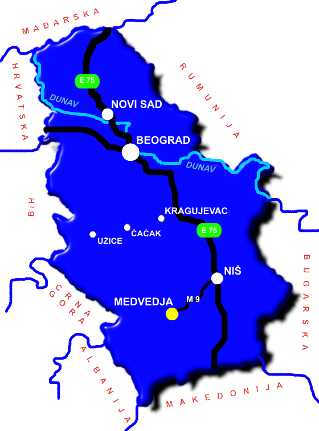 MAĐARSKA
HRVATSKA
RUMUNIJA
E 75
DUNAV
NOVI SAD
BEOGRAD
DUNAV
BiH
KRAGUJEVAC
ČAČAK
UŽICE
E 75
BUGARSKA
NIŠ
CRNA
GORA
M 9
MEDVEDJA
ALBANIJA
MAKEDONIJA